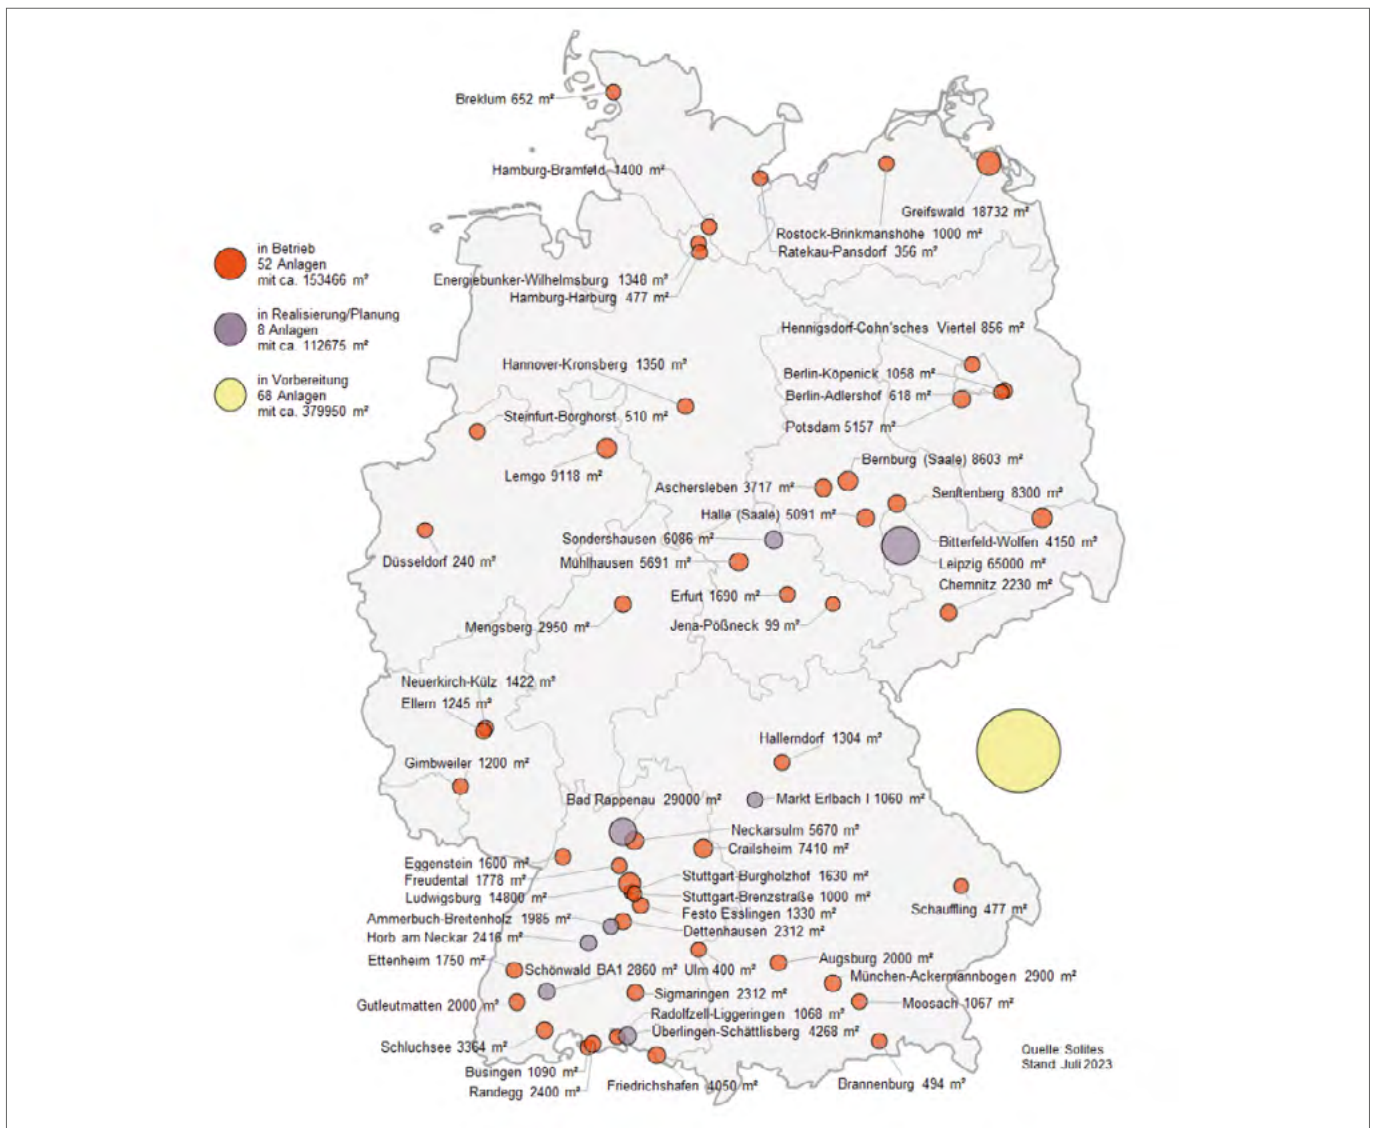 Breklum 652 m²
Hamburg-Bramfeld 1400 m²
Greifswald 18732 m²
Rostock-Brinkmanshöhe 1000 m²
Ratekau-Pansdorf 356 m²
in Betrieb
52 Anlagen
mit ca. 153466 m²
Energiebunker-Wilhelmsburg 1348 m²
Hamburg-Harburg 477 m²
in Realisierung/Planung
8 Anlagen
mit ca. 112675 m²
Hennigsdorf-Cohn'sches Viertel 856 m²
Hannover-Kronsberg 1350 m²
Berlin-Köpenick 1058 m²
in Vorbereitung
68 Anlagen
mit ca. 379950 m²
Berlin-Adlershof 618 m²
Steinfurt-Borghorst 510 m²
Potsdam 5157 m²
Bernburg (Saale) 8603 m²
Lemgo 9118 m²
Aschersleben 3717 m²
Senftenberg 8300 m²
Halle (Saale) 5091 m²
Sondershausen 6086 m²
Bitterfeld-Wolfen 4150 m²
Düsseldorf 240 m²
Mühlhausen 5691 m²
Leipzig 65000 m²
Chemnitz 2230 m²
Erfurt 1690 m²
Mengsberg 2950 m²
Jena-Pößneck 99 m²
Neuerkirch-Külz 1422 m²
Ellern 1245 m²
Hallerndorf 1304 m²
Gimbweiler 1200 m²
Bad Rappenau 29000 m²
Markt Erlbach I 1060 m²
Neckarsulm 5670 m²
Crailsheim 7410 m²
Eggenstein 1600 m²
Freudental 1778 m²
Stuttgart-Burgholzhof 1630 m²
Ludwigsburg 14800 m²
Stuttgart-Brenzstraße 1000 m²
Festo Esslingen 1330 m²
Schauffling 477 m²
Ammerbuch-Breitenholz 1985 m²
Dettenhausen 2312 m²
Horb am Neckar 2416 m²
Ettenheim 1750 m²
Schönwald BA1 2860 m²
Ulm 400 m²
Augsburg 2000 m²
München-Ackermannbogen 2900 m²
Gutleutmatten 2000 m²
Sigmaringen 2312 m²
Moosach 1067 m²
Radolfzell-Liggeringen 1068 m²
Überlingen-Schättlisberg 4268 m²
Schluchsee 3364 m²
Büsingen 1090 m²
Randegg 2400 m²
Friedrichshafen 4050 m²
Brannenburg 494 m²
Quelle: Solites
Stand: Juli 2023